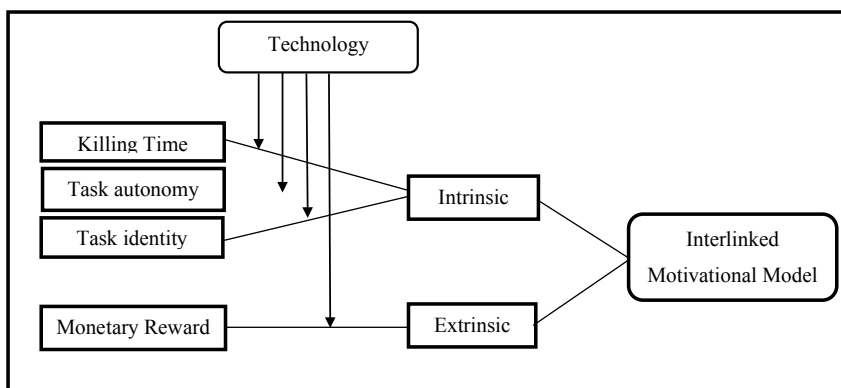 Technology
Killing Time
Task autonomy
Task identity
Monetary Reward
Intrinsic
Extrinsic
Interlinked
Motivational Model